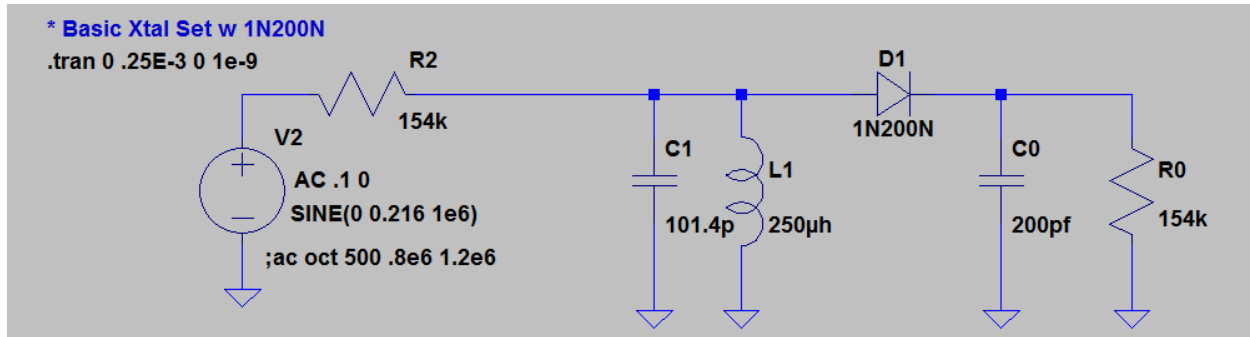 * Basic Xtal Set w 1N200N
.tran 0 .25E-3 0 1e-9
R2
154k
V2
AC .1 0
SINE(0 0.216 1e6)
;ac oct 500 .8e6 1.2e6
C1
101.4p
L1
250µh
D1
1N200N
C0
200pf
R0
154k